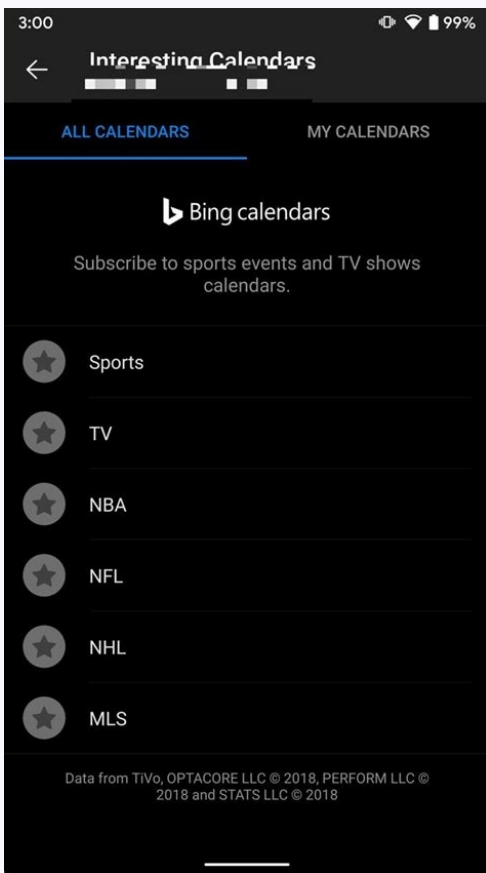 3:00
99%
Interesting Calendars
ALL CALENDARS
MY CALENDARS
Bing calendars
Subscribe to sports events and TV shows
calendars.
Sports
TV
NBA
NFL
NHL
MLS
Data from TiVo, OPTACORE LLC © 2018, PERFORM LLC ©
2018 and STATS LLC © 2018